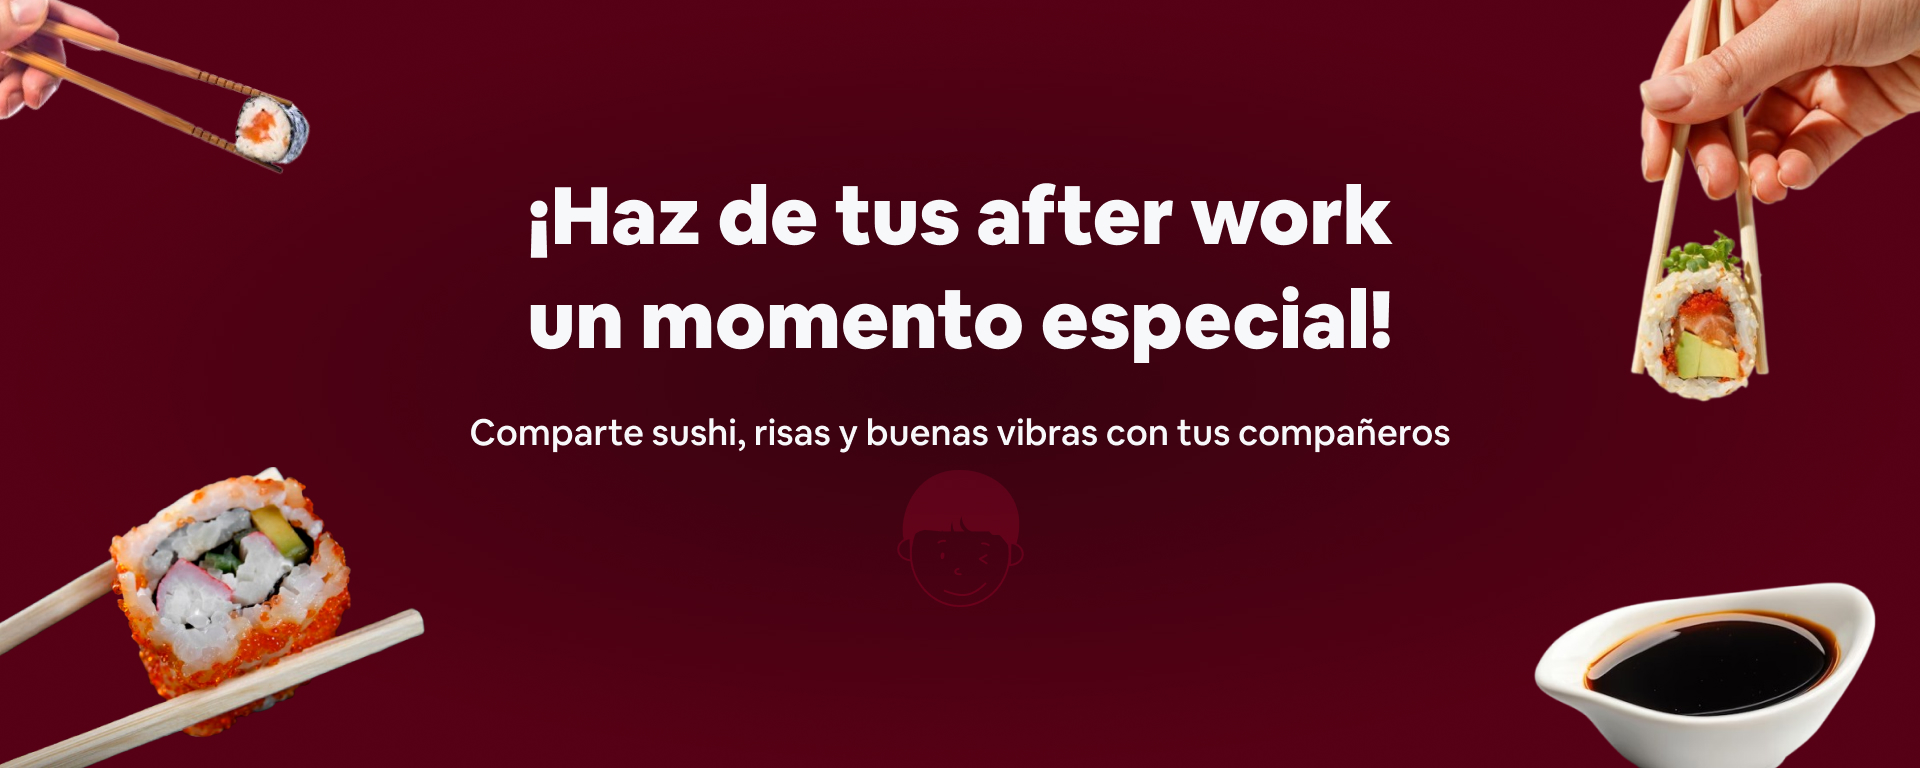 ¡Haz de tus after work
un momento especial!
Comparte sushi, risas y buenas vibras con tus compañeros